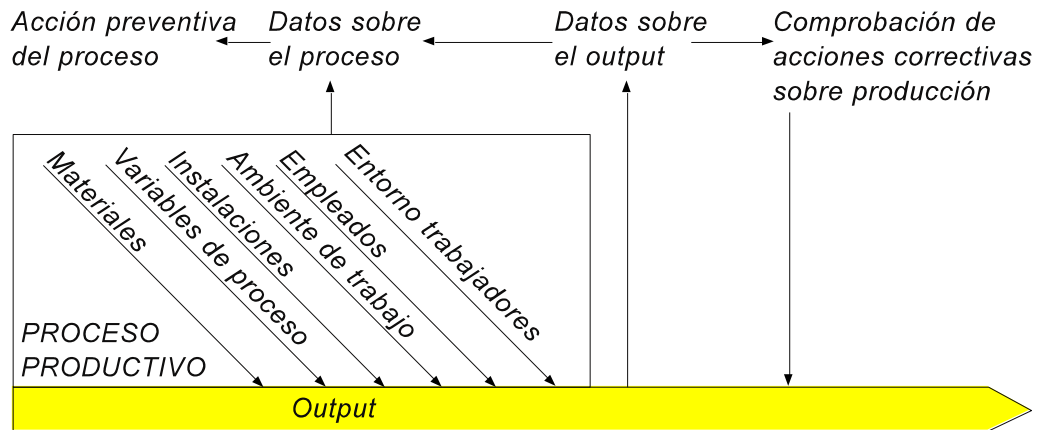 Acción preventiva
del proceso
Datos sobre
el proceso
Datos sobre
el output
Comprobación de
acciones correctivas
sobre producción
Materiales
Variables de proceso
Instalaciones
Ambiente de trabajo
Empleados
Entorno trabajadores
PROCESO
PRODUCTIVO
Output